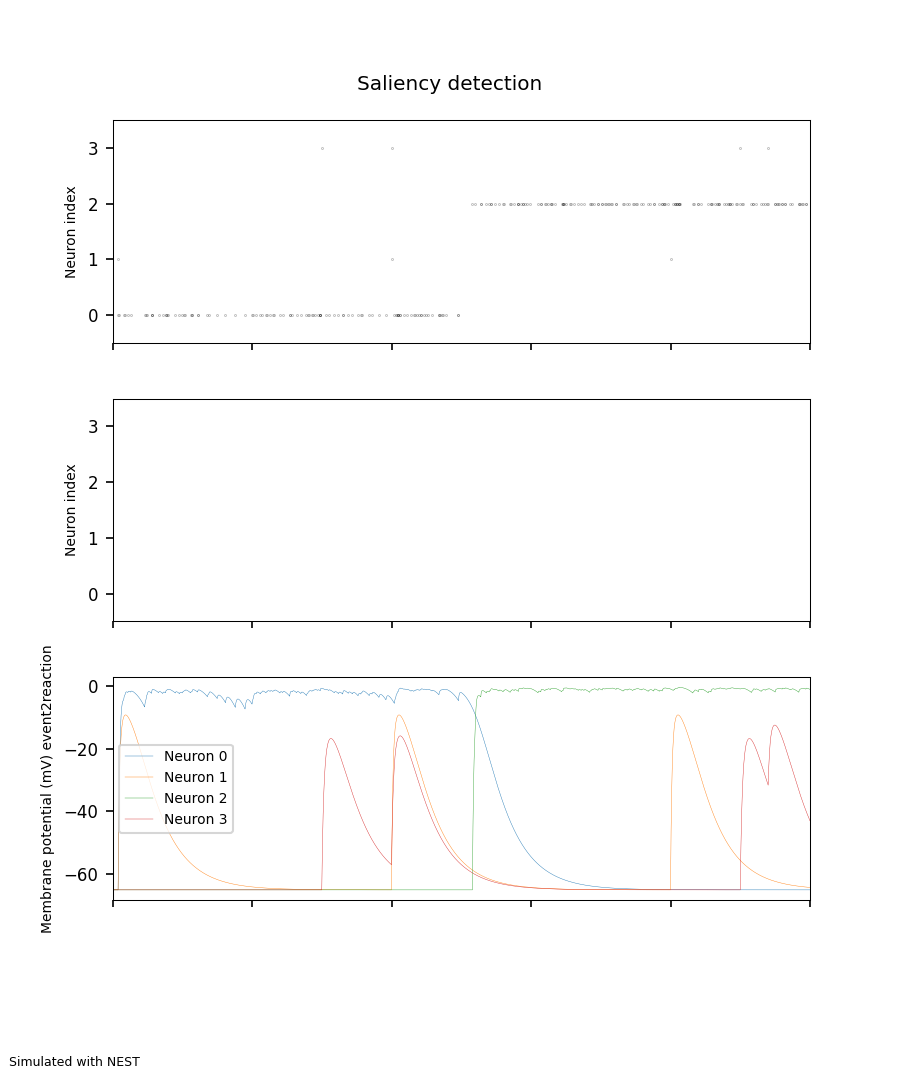 Saliency detection
3
2
1
0
Neuron index
3
2
1
0
Neuron index
0
−20
−40
−60
Membrane potential (mV) event2reaction
Neuron 0
Neuron 1
Neuron 2
Neuron 3
Simulated with NEST